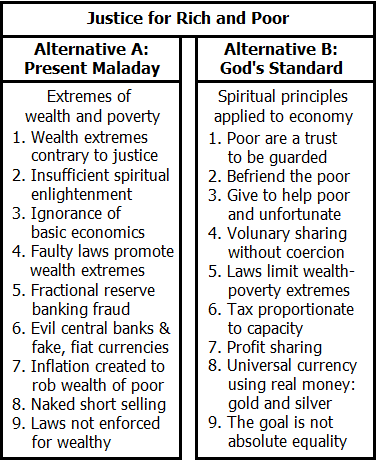 Justice for Rich and Poor
Alternative A:
Present Maladay
Extremes of
wealth and poverty
1. Wealth extremes
contrary to justice
2. Insufficient spiritual
enlightenment
3. Ignorance of
basic economics
4. Faulty laws promote
wealth extremes
5. Fractional reserve
banking fraud
6. Evil central banks &
fake, fiat currencies
7. Inflation created to
rob wealth of poor
8. Naked short selling
9. Laws not enforced
for wealthy
Alternative B:
God's Standard
Spiritual principles
applied to economy
1. Poor are a trust
to be guarded
2. Befriend the poor
3. Give to help poor
and unfortunate
4. Volunary sharing
without coercion
5. Laws limit wealth-
poverty extremes
6. Tax proportionate
to capacity
7. Profit sharing
8. Universal currency
using real money:
gold and silver
9. The goal is not
absolute equality